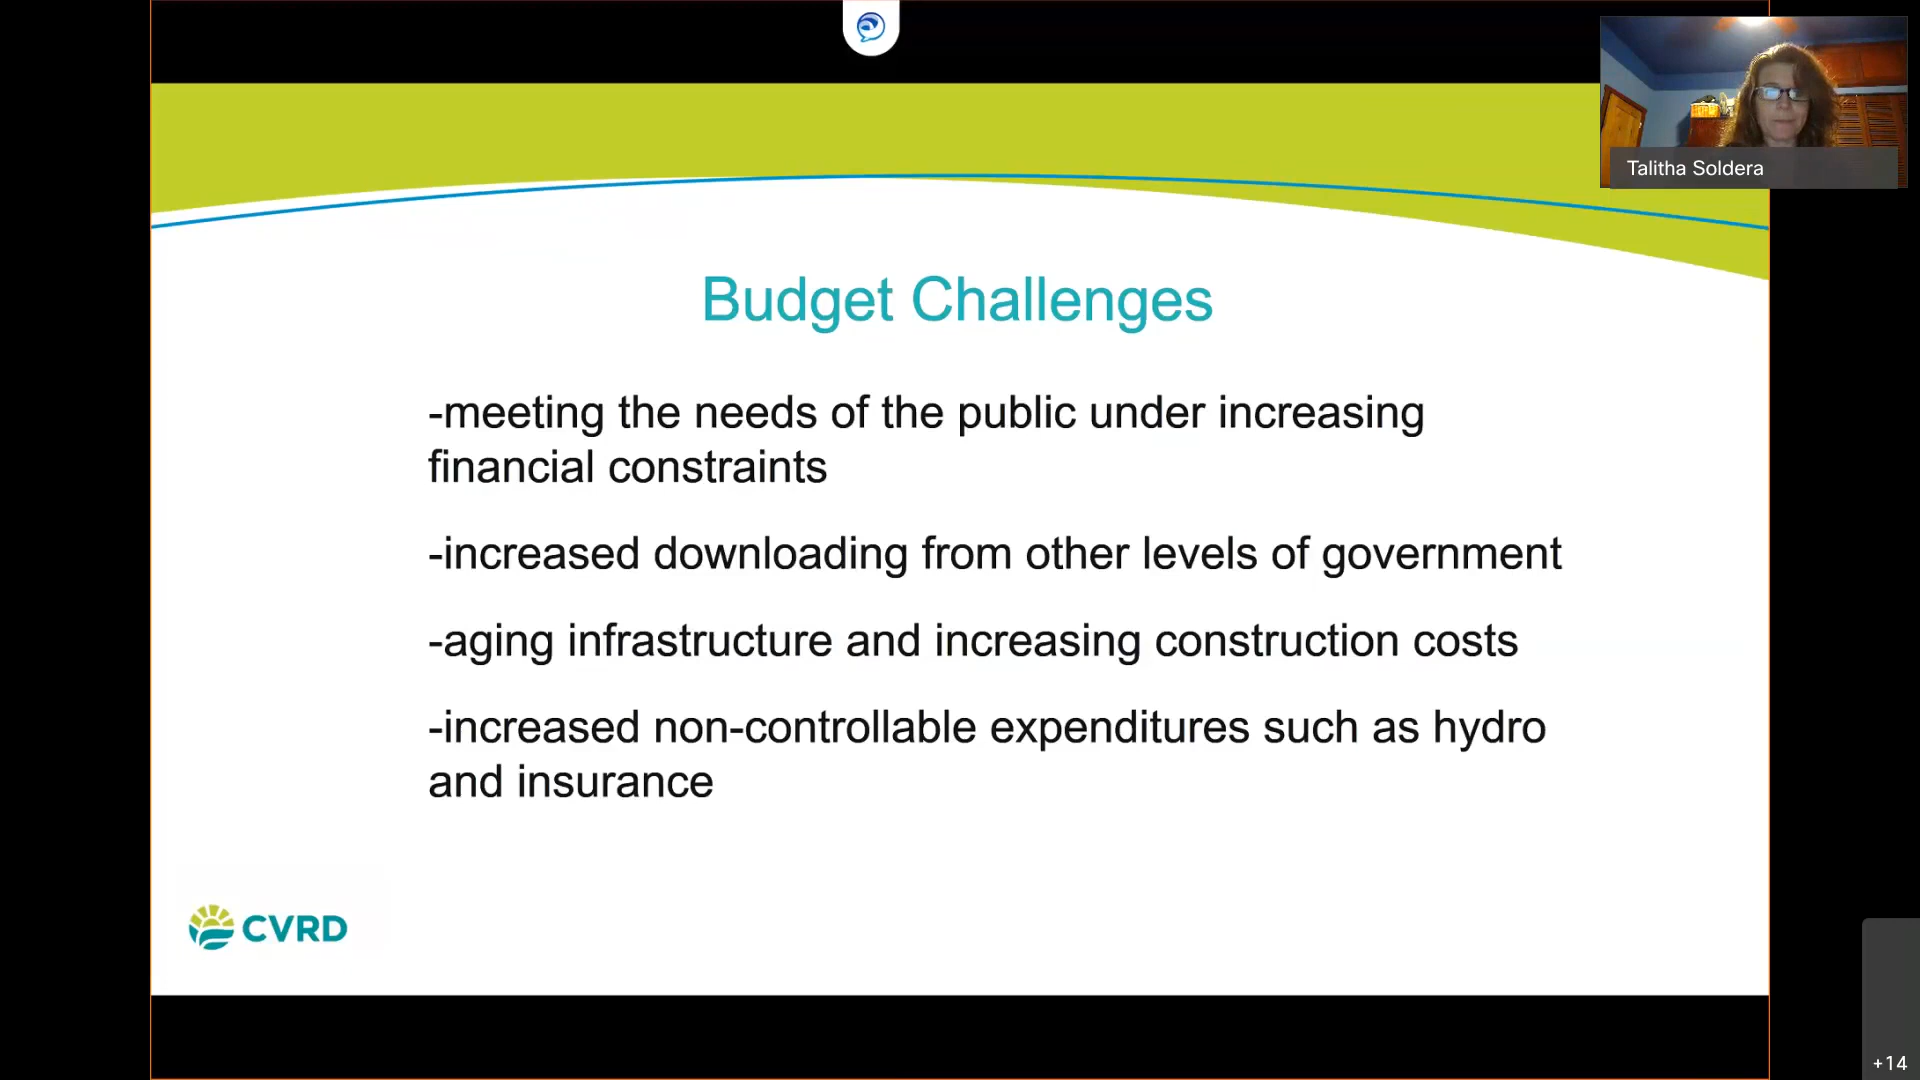 Talitha Soldera
Budget Challenges
-meeting the needs of the public under increasing
financial constraints
-increased downloading from other levels of government
-aging infrastructure and increasing construction costs
-increased non-controllable expenditures such as hydro
and insurance
CVRD
+14